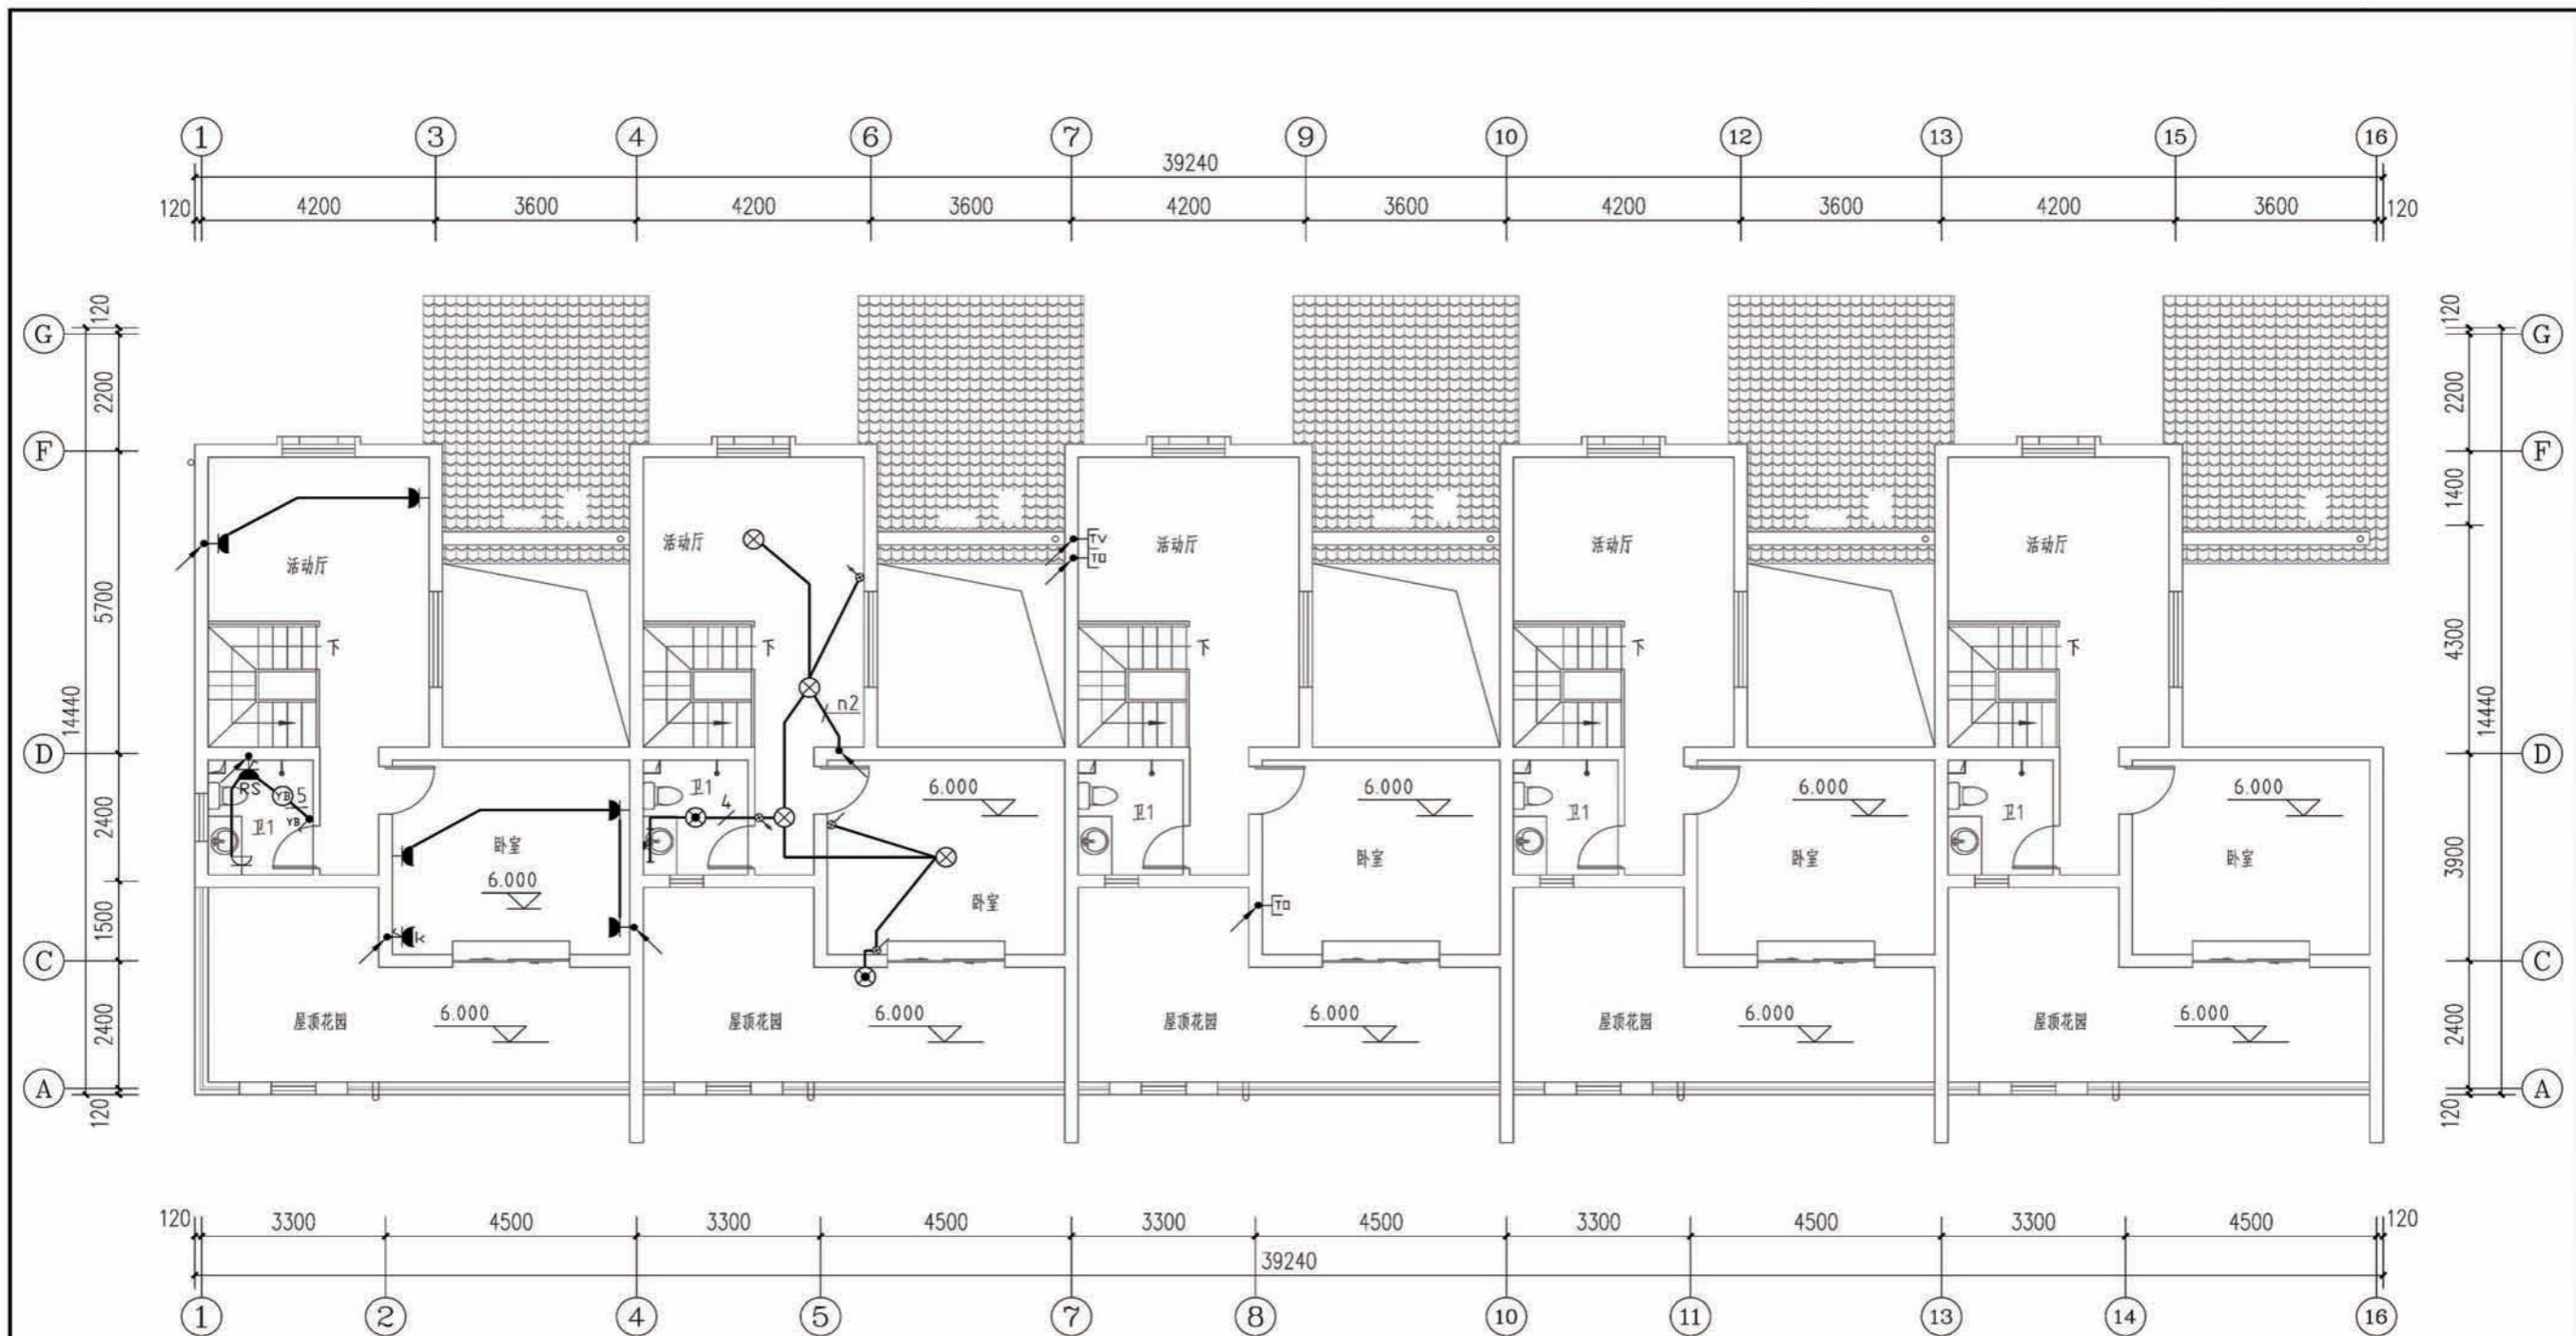 1 3 4 6 7 9 10 12 13 15 16
39240
120 4200 3600 4200 3600 4200 3600 4200 3600 4200 3600 120
G
F
D
C
A
120
2200
5700
2400
1500
2400
120
14440
G
F
D
C
A
120
2200
1400
4300
3900
2400
120
14440
活动厅
下
RS
YB
5
YB
卫1
卧室
6.000
屋顶花园
6.000
活动厅
下
n2
卫1
4
6.000
卧室
屋顶花园
6.000
TV
TO
活动厅
下
卫1
6.000
卧室
TO
屋顶花园
6.000
活动厅
下
卫1
6.000
卧室
屋顶花园
6.000
活动厅
下
卫1
6.000
卧室
屋顶花园
6.000
K
120 3300 4500 3300 4500 3300 4500 3300 4500 3300 4500 120
39240
1 2 4 5 7 8 10 11 13 14 16